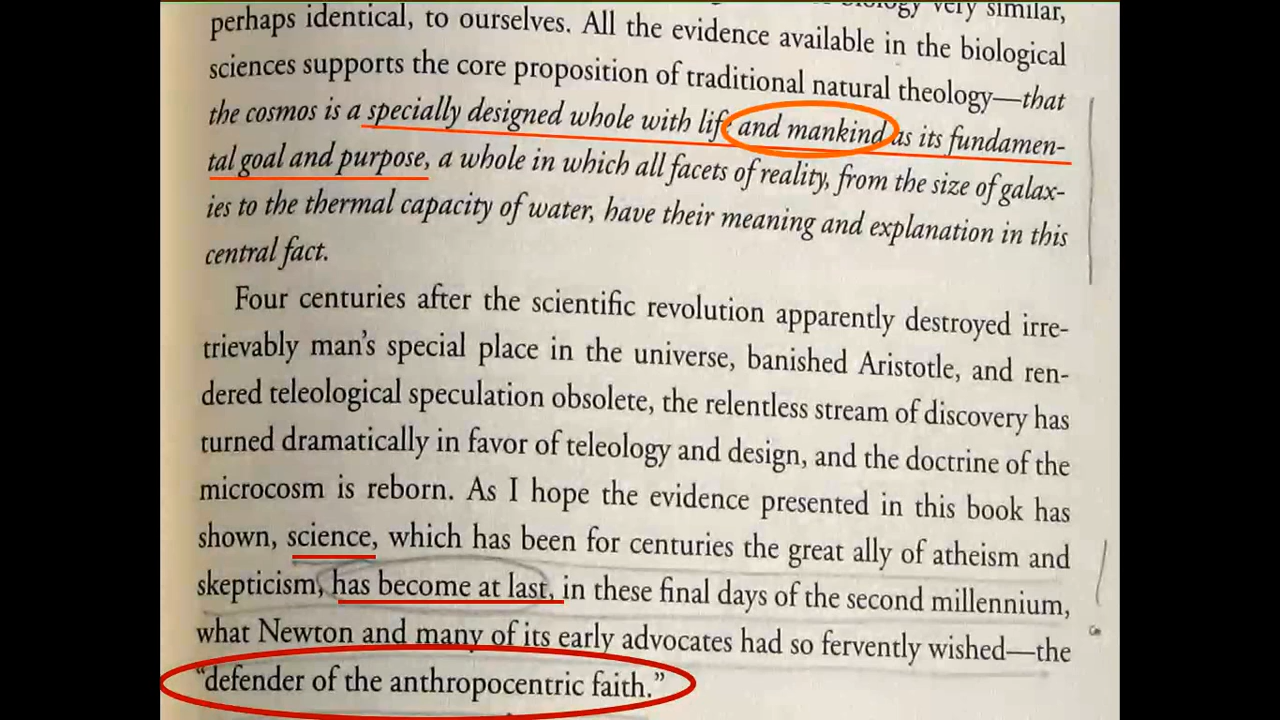 biology very similar,
perhaps identical, to ourselves. All the evidence available in the biological
sciences supports the core proposition of traditional natural theology—that
the cosmos is a specially designed whole with life and mankind as its fundamen-
tal goal and purpose, a whole in which all facets of reality, from the size of galax-
ies to the thermal capacity of water, have their meaning and explanation in this
central fact.
Four centuries after the scientific revolution apparently destroyed irre-
trievably man's special place in the universe, banished Aristotle, and ren-
dered teleological speculation obsolete, the relentless stream of discovery has
turned dramatically in favor of teleology and design, and the doctrine of the
microcosm is reborn. As I hope the evidence presented in this book has
shown, science, which has been for centuries the great ally of atheism and
skepticism, has become at last, in these final days of the second millennium,
what Newton and many of its early advocates had so fervently wished—the
“defender of the anthropocentric faith.”